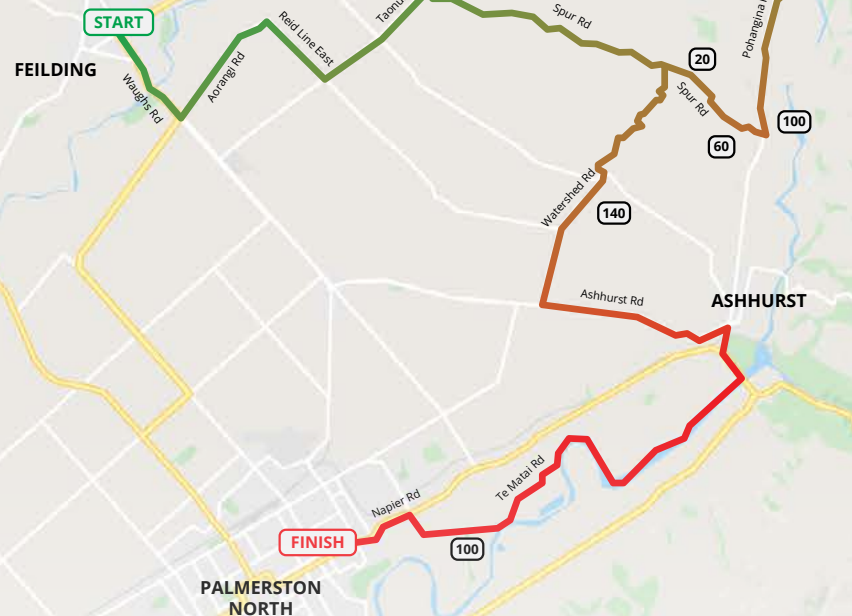 START
FEILDING
Waughs Rd
Aorangi Rd
Reid Line East
Spur Rd
20
Spur Rd
60
100
Watershed Rd
140
Ashhurst Rd
ASHHURST
Te Matai Rd
Napier Rd
FINISH
100
PALMERSTON
NORTH